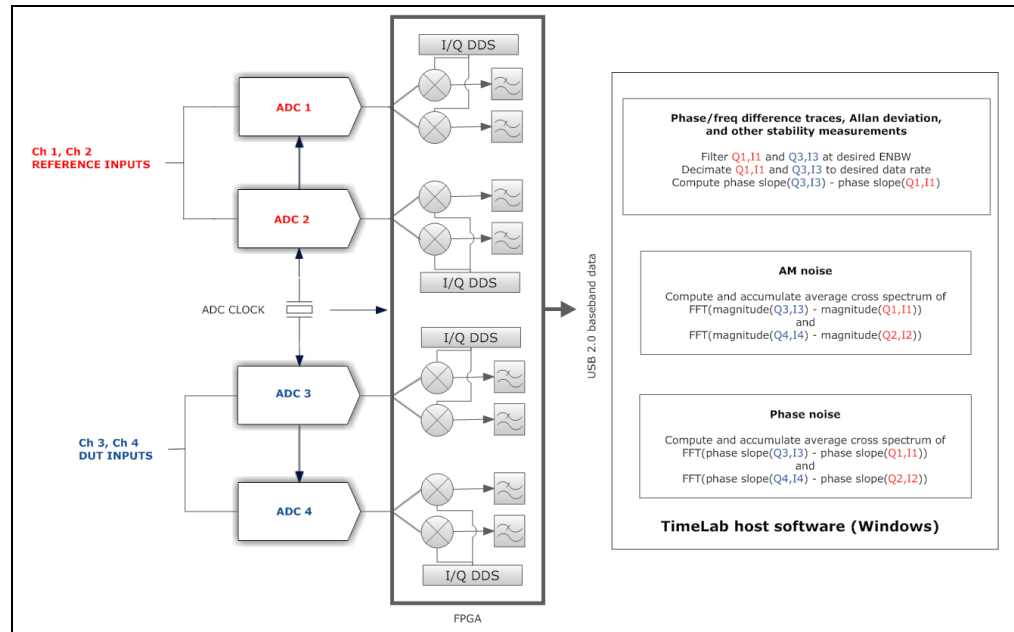 I/Q DDS
ADC 1
Ch 1, Ch 2
REFERENCE INPUTS
ADC 2
I/Q DDS
ADC CLOCK
I/Q DDS
ADC 3
Ch 3, Ch 4
DUT INPUTS
ADC 4
I/Q DDS
FPGA
USB 2.0 baseband data
Phase/freq difference traces, Allan deviation,
and other stability measurements
Filter Q1,I1 and Q3,I3 at desired ENBW
Decimate Q1,I1 and Q3,I3 to desired data rate
Compute phase slope(Q3,I3) - phase slope(Q1,I1)
AM noise
Compute and accumulate average cross spectrum of
FFT(magnitude(Q3,I3) - magnitude(Q1,I1))
and
FFT(magnitude(Q4,I4) - magnitude(Q2,I2))
Phase noise
Compute and accumulate average cross spectrum of
FFT(phase slope(Q3,I3) - phase slope(Q1,I1))
and
FFT(phase slope(Q4,I4) - phase slope(Q2,I2))
TimeLab host software (Windows)